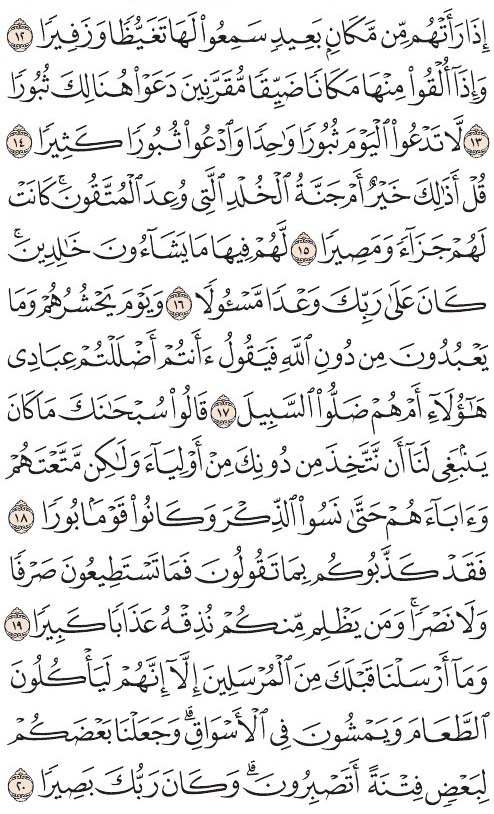 إِذَا رَأَتْهُم مِّن مَّكَانٍۭ بَعِيدٍ سَمِعُوا۟ لَهَا تَغَيُّظًا وَزَفِيرًا ١٢
وَإِذَآ أُلْقُوا۟ مِنْهَا مَكَانًا ضَيِّقًا مُّقَرَّنِينَ دَعَوْا۟ هُنَالِكَ ثُبُورًا
١٣ لَّا تَدْعُوا۟ ٱلْيَوْمَ ثُبُورًا وَٰحِدًا وَٱدْعُوا۟ ثُبُورًا كَثِيرًا ١٤
قُلْ أَذَٰلِكَ خَيْرٌ أَمْ جَنَّةُ ٱلْخُلْدِ ٱلَّتِى وُعِدَ ٱلْمُتَّقُونَ ۚ كَانَتْ
لَهُمْ جَزَآءً وَمَصِيرًا ١٥ لَّهُمْ فِيهَا مَا يَشَآءُونَ خَٰلِدِينَ ۚ
كَانَ عَلَىٰ رَبِّكَ وَعْدًا مَّسْـُٔولًا ١٦ وَيَوْمَ يَحْشُرُهُمْ وَمَا
يَعْبُدُونَ مِن دُونِ ٱللَّهِ فَيَقُولُ ءَأَنتُمْ أَضْلَلْتُمْ عِبَادِى
هَٰٓؤُلَآءِ أَمْ هُمْ ضَلُّوا۟ ٱلسَّبِيلَ ١٧ قَالُوا۟ سُبْحَٰنَكَ مَا كَانَ
يَنۢبَغِى لَنَآ أَن نَّتَّخِذَ مِن دُونِكَ مِنْ أَوْلِيَآءَ وَلَٰكِن مَّتَّعْتَهُمْ
وَءَابَآءَهُمْ حَتَّىٰ نَسُوا۟ ٱلذِّكْرَ وَكَانُوا۟ قَوْمًۢا بُورًا ١٨
فَقَدْ كَذَّبُوكُم بِمَا تَقُولُونَ فَمَا تَسْتَطِيعُونَ صَرْفًا
وَلَا نَصْرًا ۚ وَمَن يَظْلِم مِّنكُمْ نُذِقْهُ عَذَابًا كَبِيرًا ١٩
وَمَآ أَرْسَلْنَا قَبْلَكَ مِنَ ٱلْمُرْسَلِينَ إِلَّآ إِنَّهُمْ لَيَأْكُلُونَ
ٱلطَّعَامَ وَيَمْشُونَ فِى ٱلْأَسْوَاقِ ۗ وَجَعَلْنَا بَعْضَكُمْ
لِبَعْضٍ فِتْنَةً أَتَصْبِرُونَ ۗ وَكَانَ رَبُّكَ بَصِيرًا ٢٠